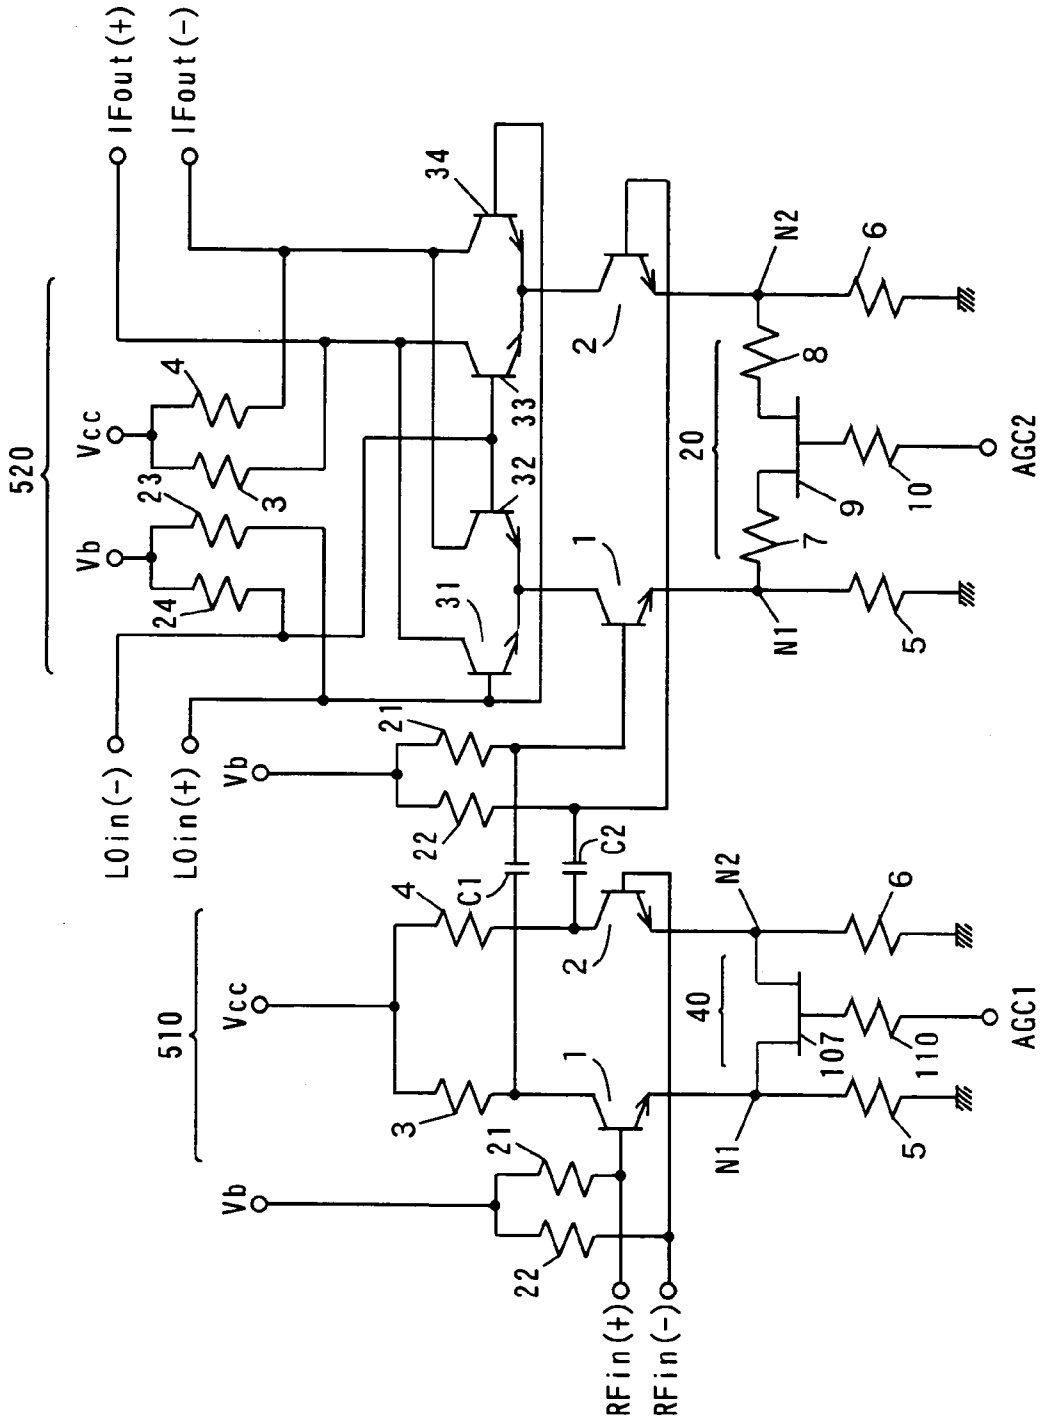 IFout(+)
IFout(-)
520
Vcc
4
3
Vb
23
24
LOin(-)
LOin(+)
34
33
32
31
2
1
N2
6
8
20
9
10
AGC2
7
N1
5
Vb
21
22
C1
C2
510
Vcc
4
3
2
1
N2
6
40
107
110
AGC1
N1
5
Vb
21
22
RFin(+)
RFin(-)